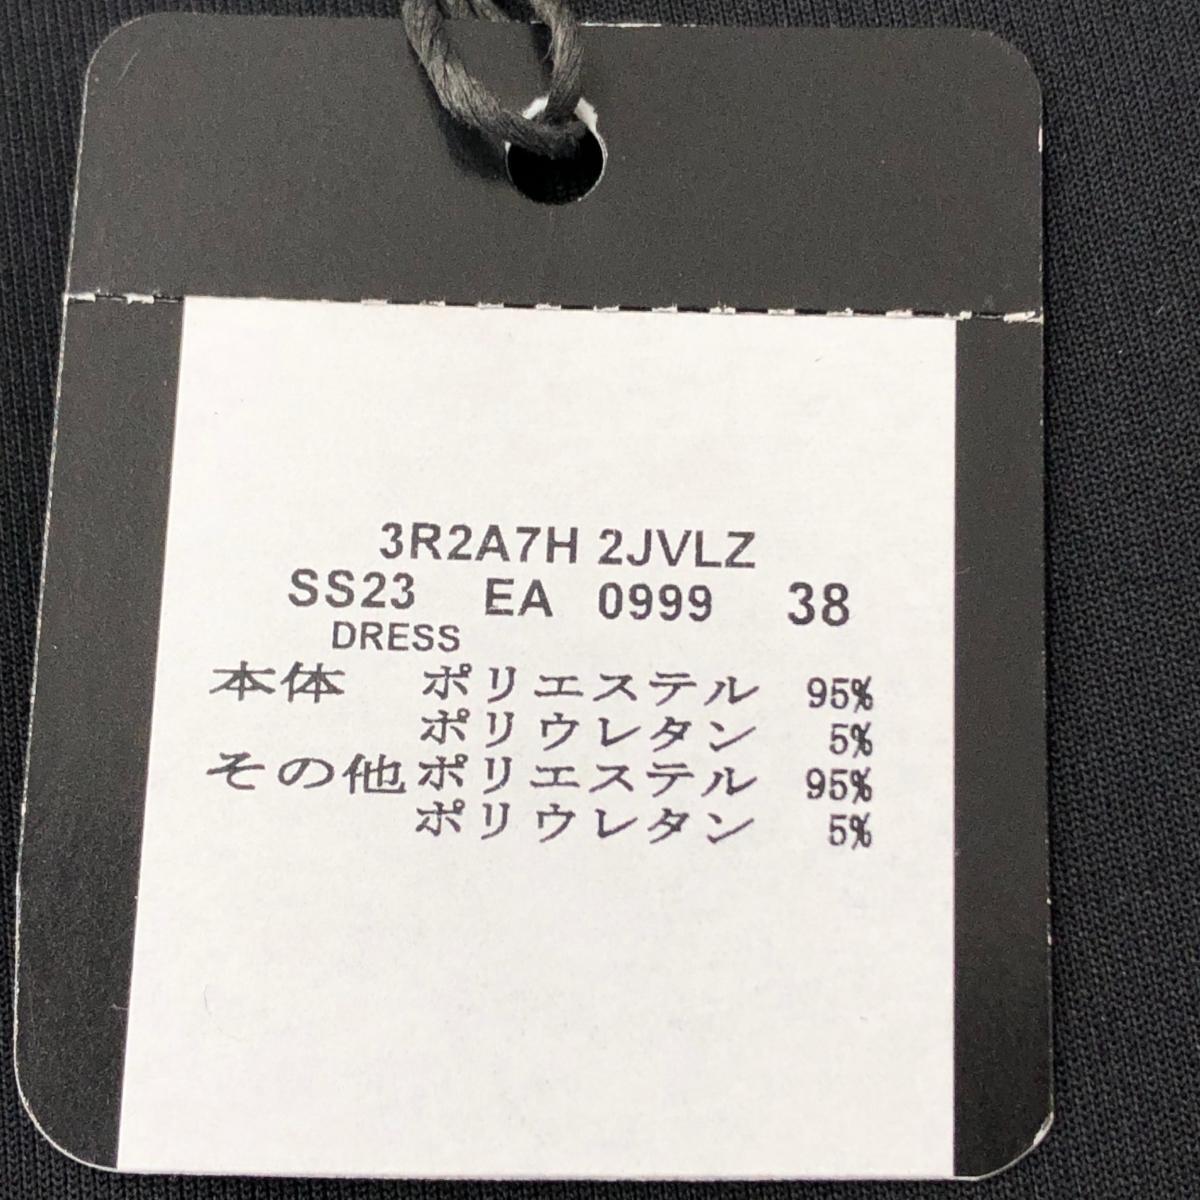 3R2A7H 2JVLZ
SS23 EA 0999 38
DRESS
本体 ポリエステル 95%
ポリウレタン 5%
その他ポリエステル 95%
ポリウレタン 5%